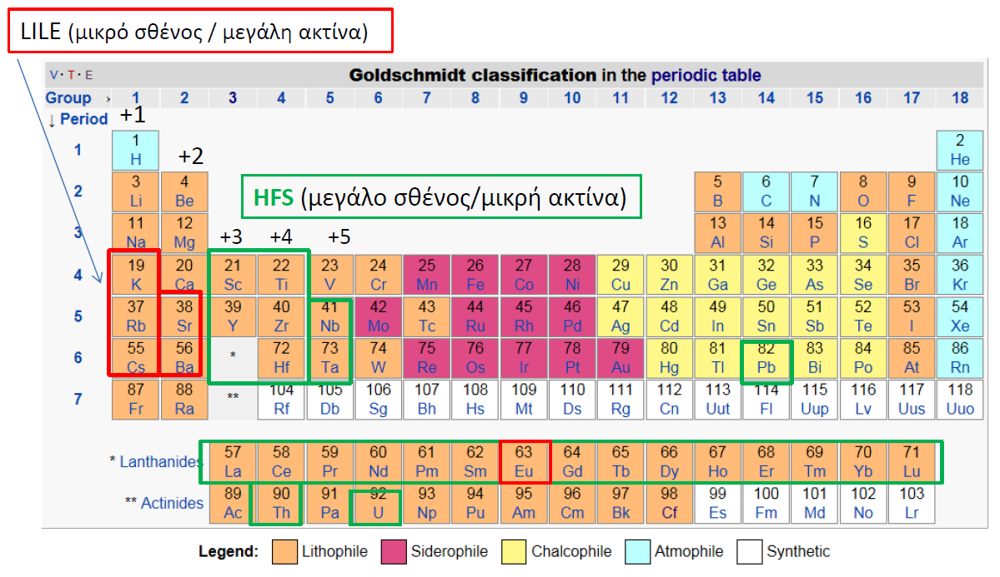 LILE (μικρό σθένος / μεγάλη ακτίνα)
V · T · E Goldschmidt classification in the periodic table
Group › 1 2 3 4 5 6 7 8 9 10 11 12 13 14 15 16 17 18
↓ Period +1
1 1 2
H He
+2
2 3 4 5 6 7 8 9 10
Li Be B C N O F Ne
HFS (μεγάλο σθένος/μικρή ακτίνα)
3 11 12 13 14 15 16 17 18
Na Mg Al Si P S Cl Ar
+3 +4 +5
4 19 20 21 22 23 24 25 26 27 28 29 30 31 32 33 34 35 36
K Ca Sc Ti V Cr Mn Fe Co Ni Cu Zn Ga Ge As Se Br Kr
5 37 38 39 40 41 42 43 44 45 46 47 48 49 50 51 52 53 54
Rb Sr Y Zr Nb Mo Tc Ru Rh Pd Ag Cd In Sn Sb Te I Xe
6 55 56 * 72 73 74 75 76 77 78 79 80 81 82 83 84 85 86
Cs Ba Hf Ta W Re Os Ir Pt Au Hg Tl Pb Bi Po At Rn
7 87 88 ** 104 105 106 107 108 109 110 111 112 113 114 115 116 117 118
Fr Ra Rf Db Sg Bh Hs Mt Ds Rg Cn Uut Fl Uup Lv Uus Uuo
* Lanthanides 57 58 59 60 61 62 63 64 65 66 67 68 69 70 71
La Ce Pr Nd Pm Sm Eu Gd Tb Dy Ho Er Tm Yb Lu
** Actinides 89 90 91 92 93 94 95 96 97 98 99 100 101 102 103
Ac Th Pa U Np Pu Am Cm Bk Cf Es Fm Md No Lr
Legend: Lithophile Siderophile Chalcophile Atmophile Synthetic